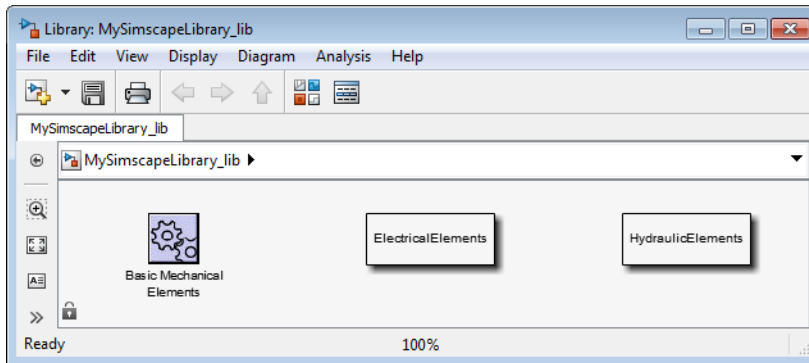 Library: MySimscapeLibrary_lib
File Edit View Display Diagram Analysis Help
MySimscapeLibrary_lib
MySimscapeLibrary_lib
Basic Mechanical
Elements
ElectricalElements
HydraulicElements
Ready 100%